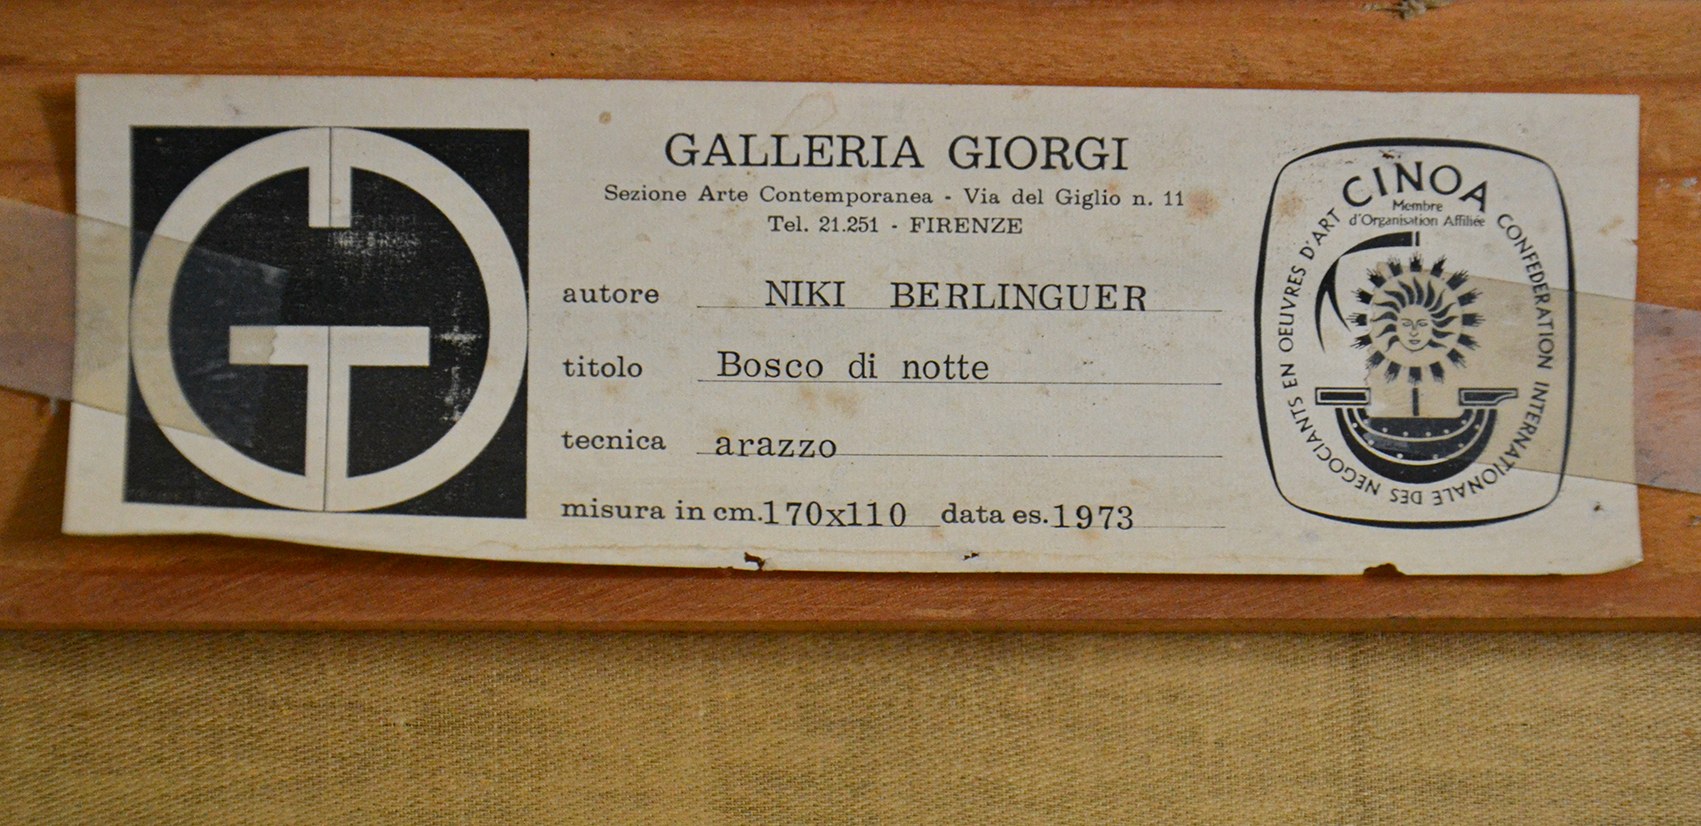 GALLERIA GIORGI
Sezione Arte Contemporanea - Via del Giglio n. 11
Tel. 21.251 - FIRENZE
autore NIKI BERLINGUER
titolo Bosco di notte
tecnica arazzo
misura in cm.170x110 data es.1973
CINOA
Membre
d'Organisation Affiliée
CONFEDERATION INTERNATIONALE DES NEGOCIANTS EN OEUVRES D'ART